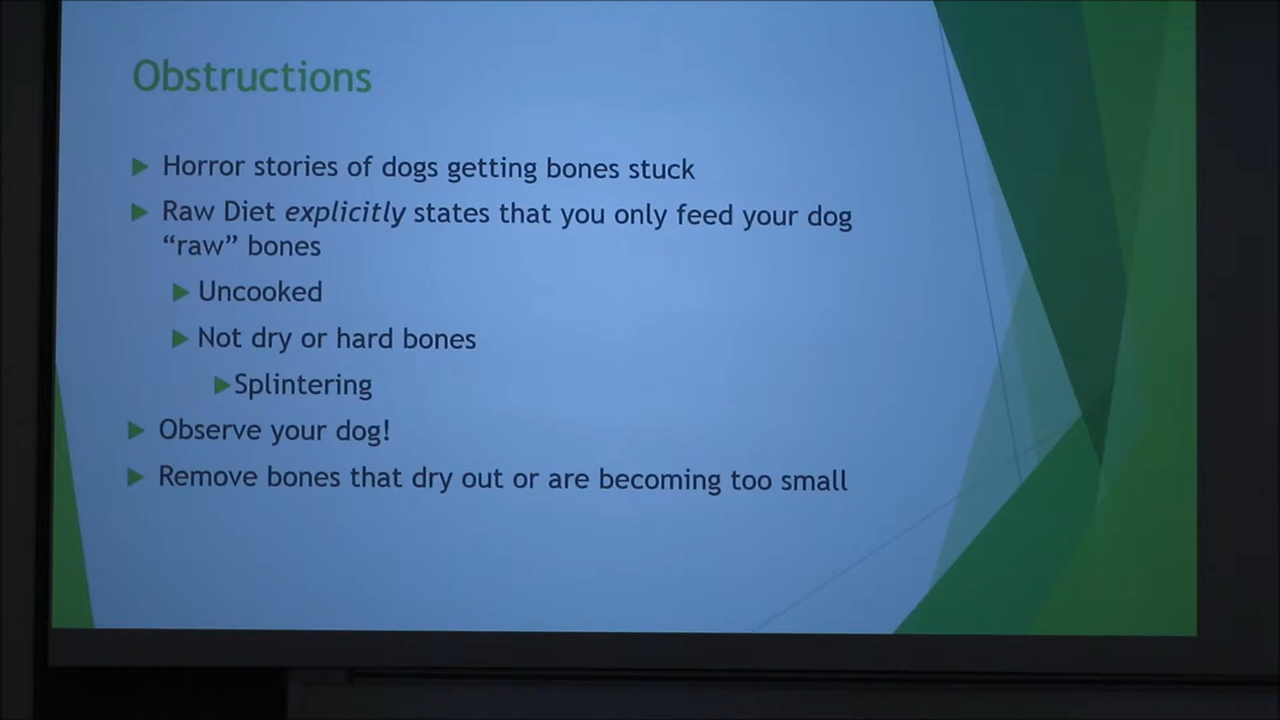 Obstructions
Horror stories of dogs getting bones stuck
Raw Diet explicitly states that you only feed your dog
“raw” bones
Uncooked
Not dry or hard bones
Splintering
Observe your dog!
Remove bones that dry out or are becoming too small